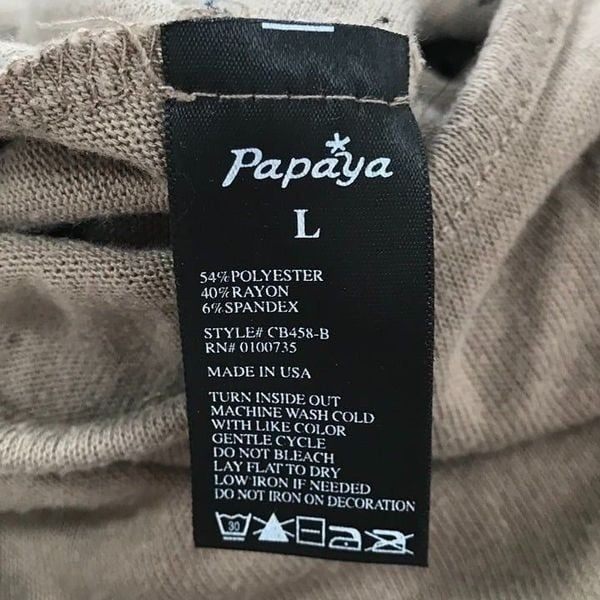 Papaya
L
54% POLYESTER
40% RAYON
6% SPANDEX
STYLE# CB458-B
RN# 0100735
MADE IN USA
TURN INSIDE OUT
MACHINE WASH COLD
WITH LIKE COLOR
GENTLE CYCLE
DO NOT BLEACH
LAY FLAT TO DRY
LOW IRON IF NEEDED
DO NOT IRON ON DECORATION
30